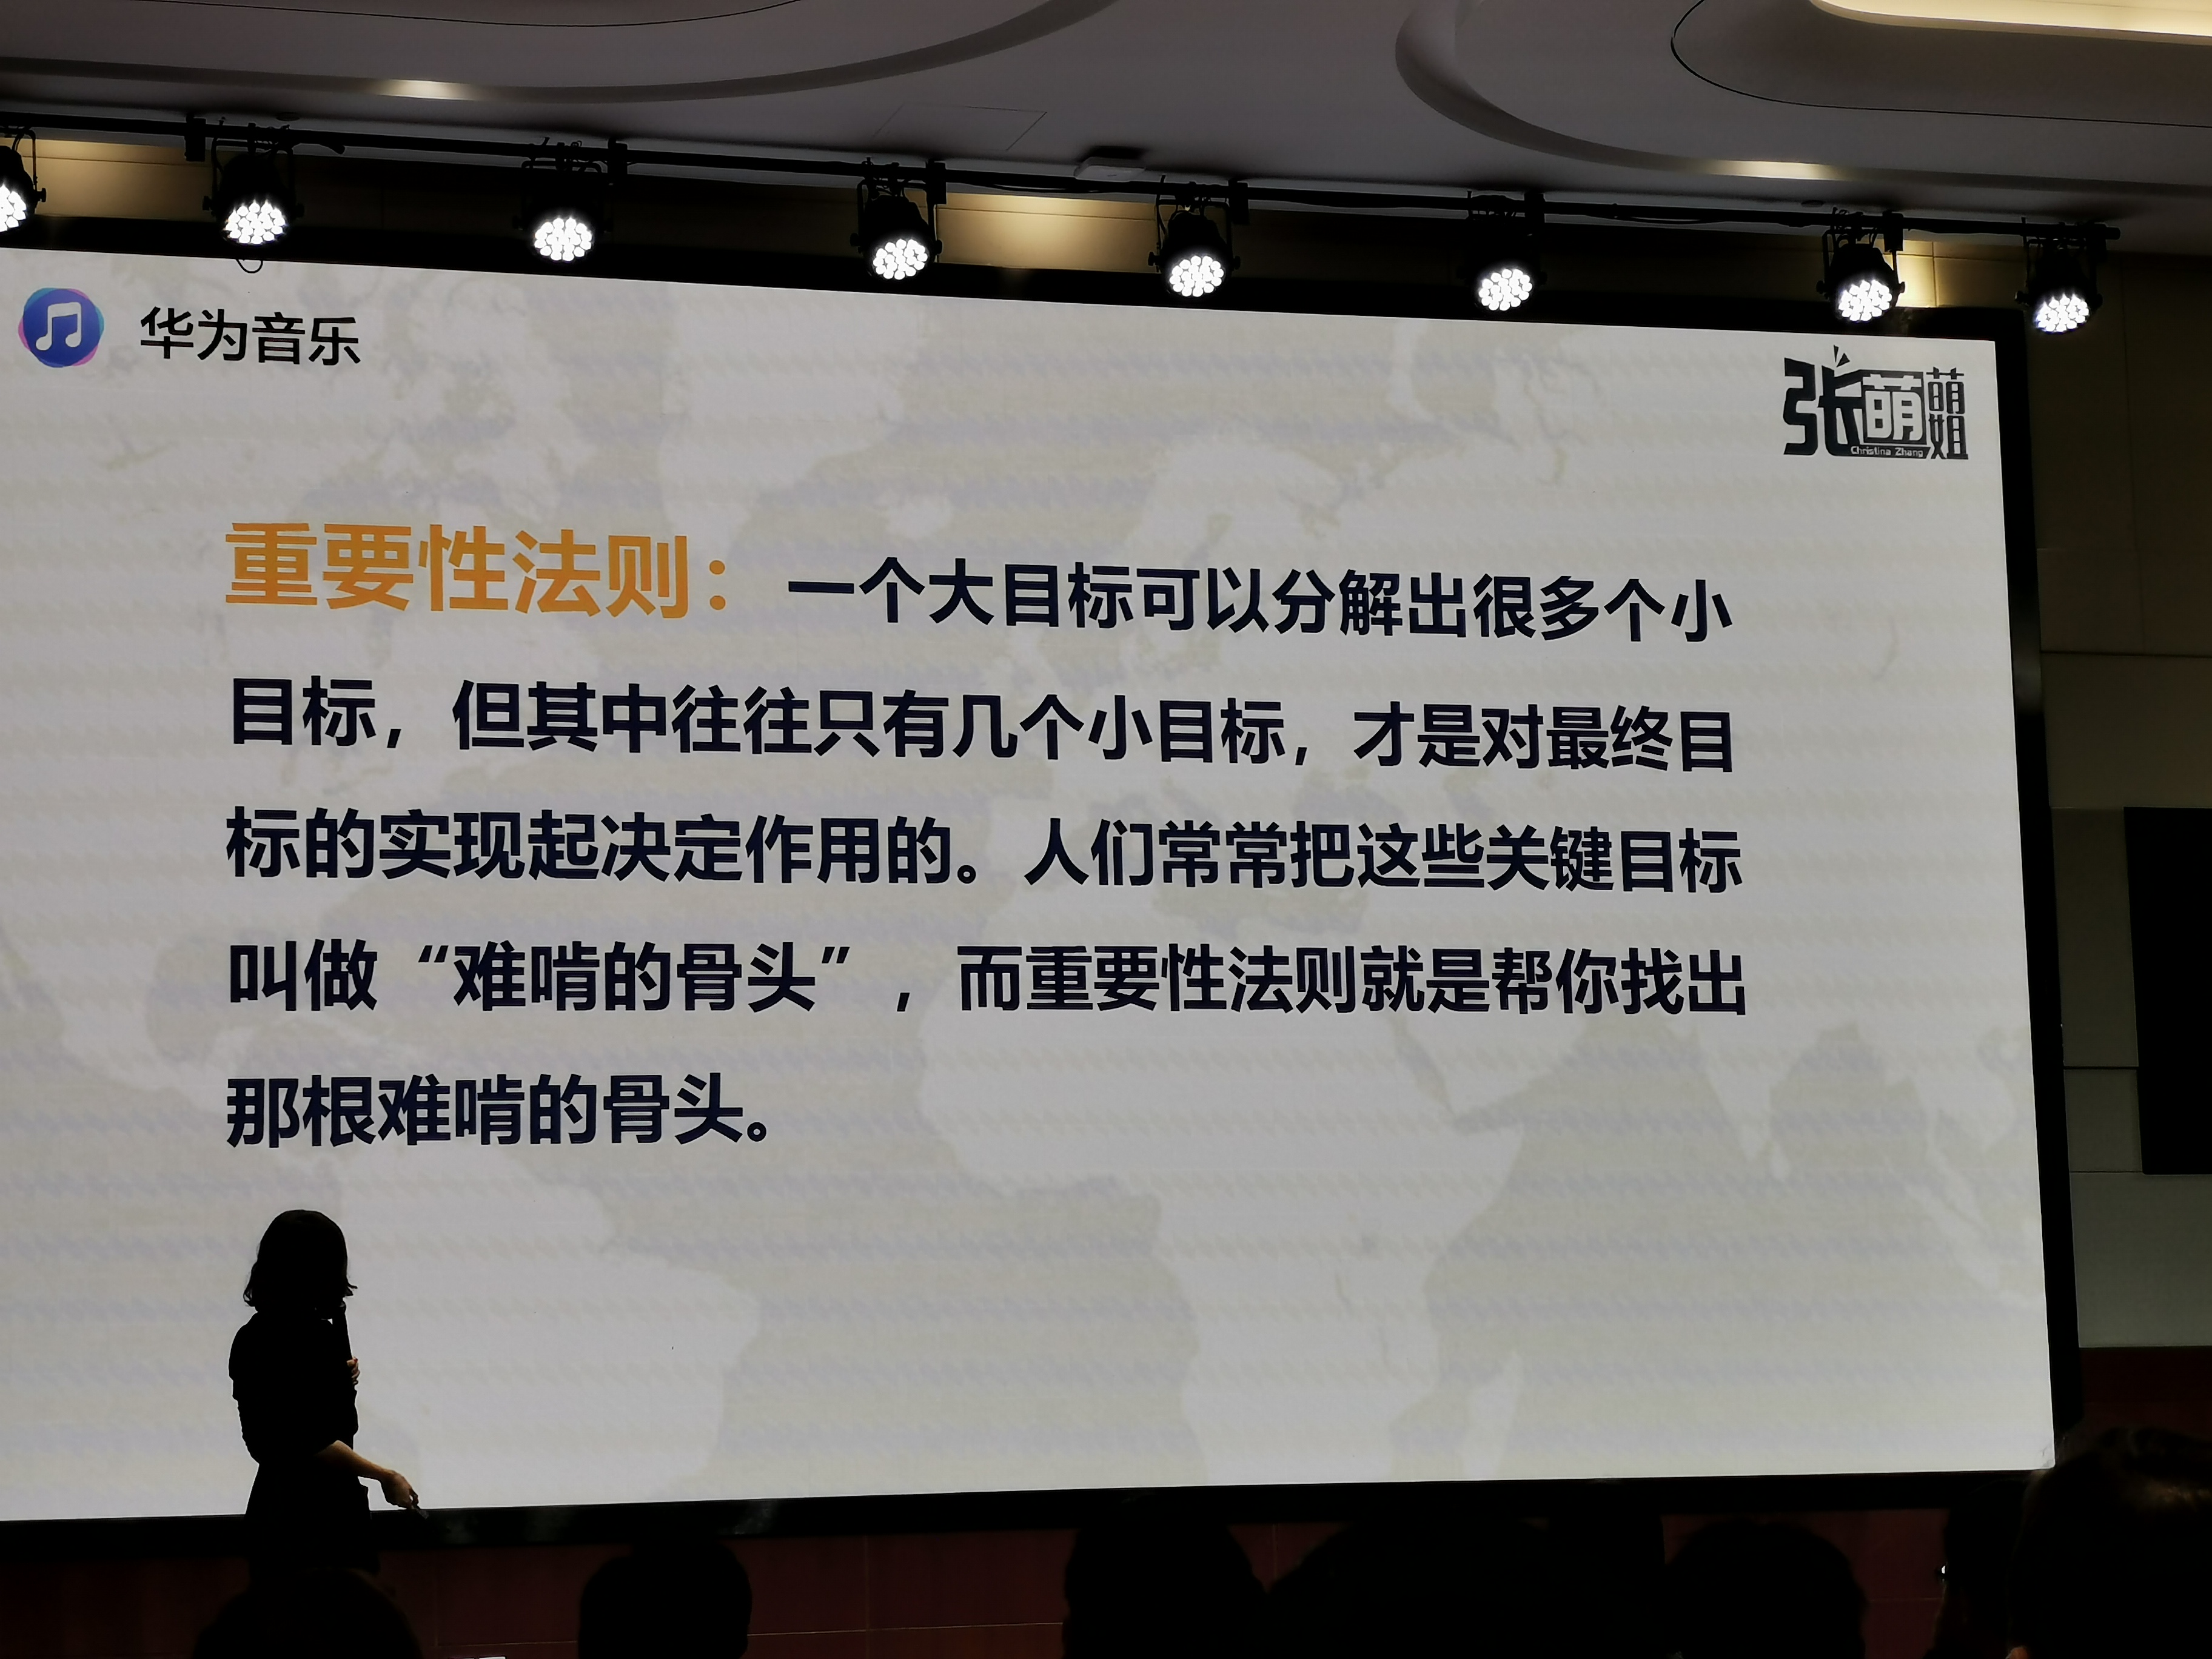 华为音乐
张萌萌姐
Christina Zhang
重要性法则：一个大目标可以分解出很多个小
目标，但其中往往只有几个小目标，才是对最终目
标的实现起决定作用的。人们常常把这些关键目标
叫做“难啃的骨头”，而重要性法则就是帮你找出
那根难啃的骨头。